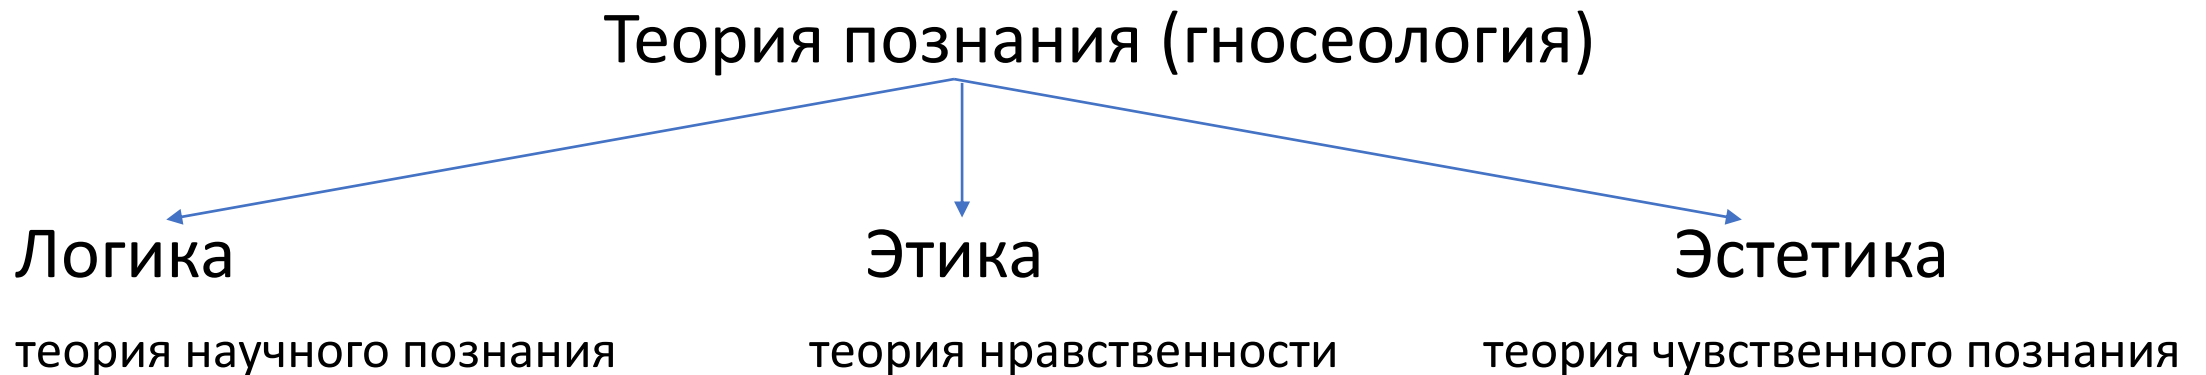 Теория познания (гносеология)
Логика
Этика
Эстетика
теория научного познания
теория нравственности
теория чувственного познания